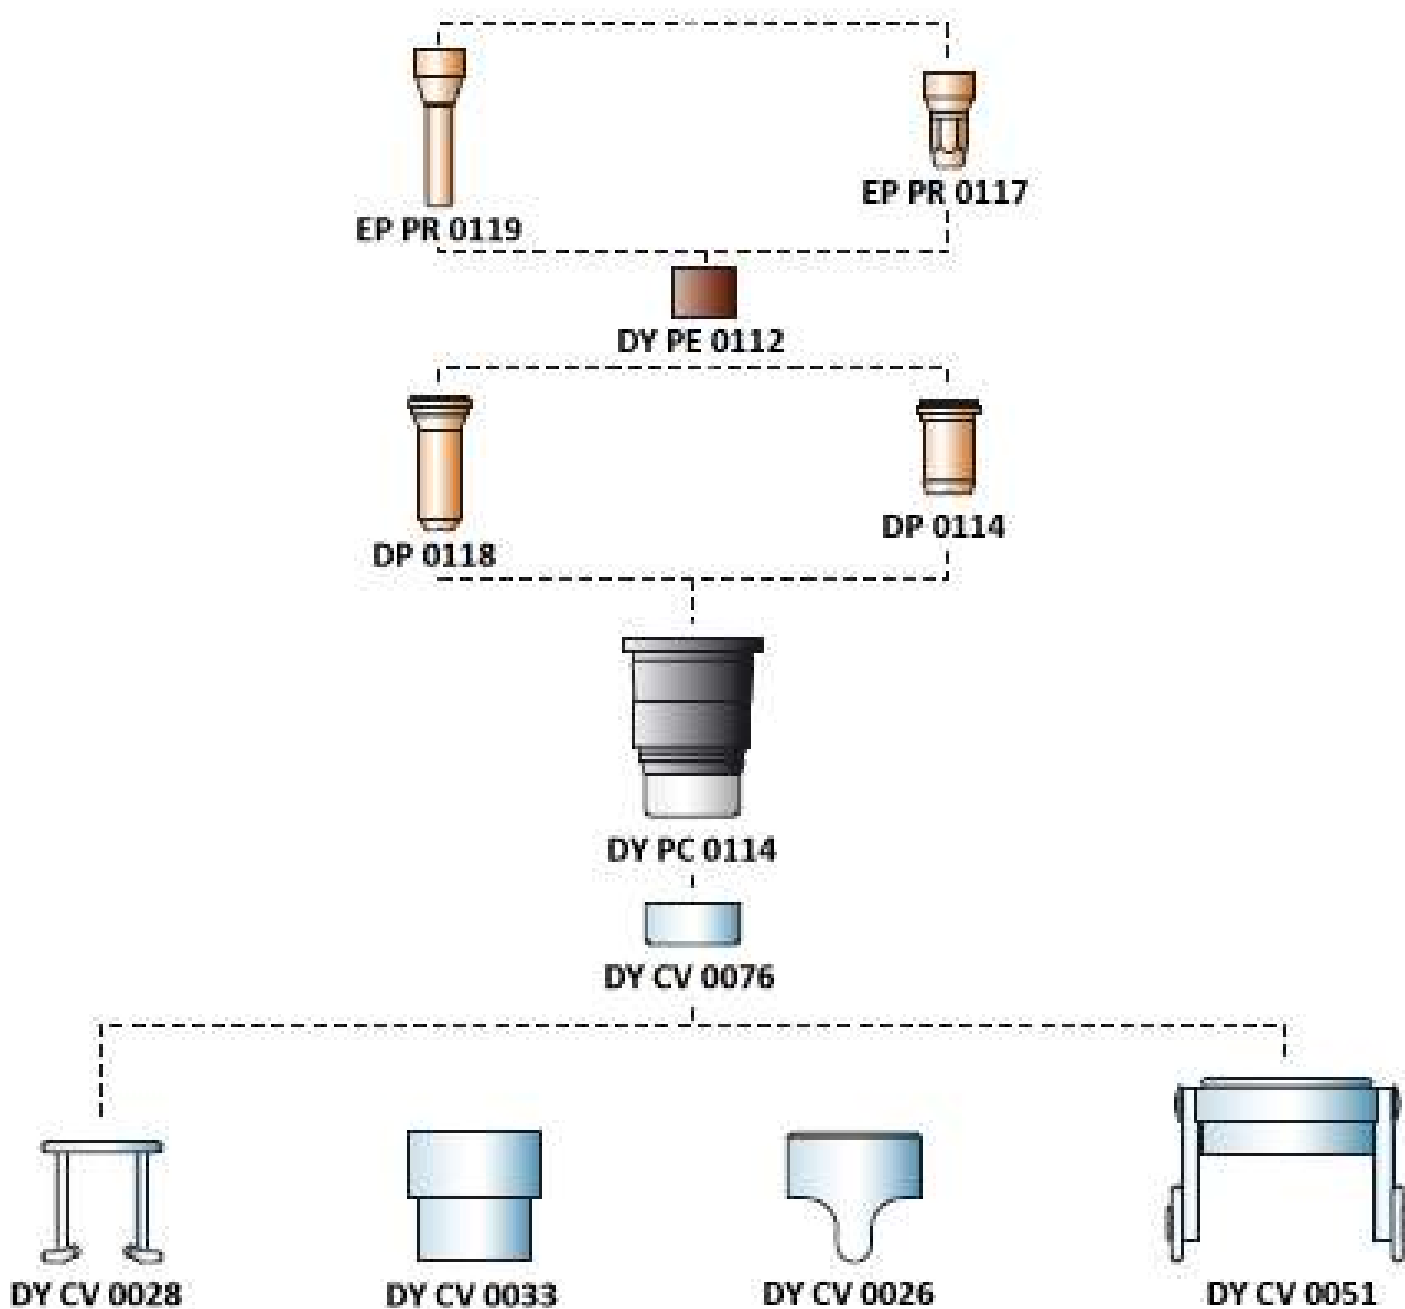 EP PR 0119
EP PR 0117
DY PE 0112
DP 0118
DP 0114
DY PC 0114
DY CV 0076
DY CV 0028
DY CV 0033
DY CV 0026
DY CV 0051